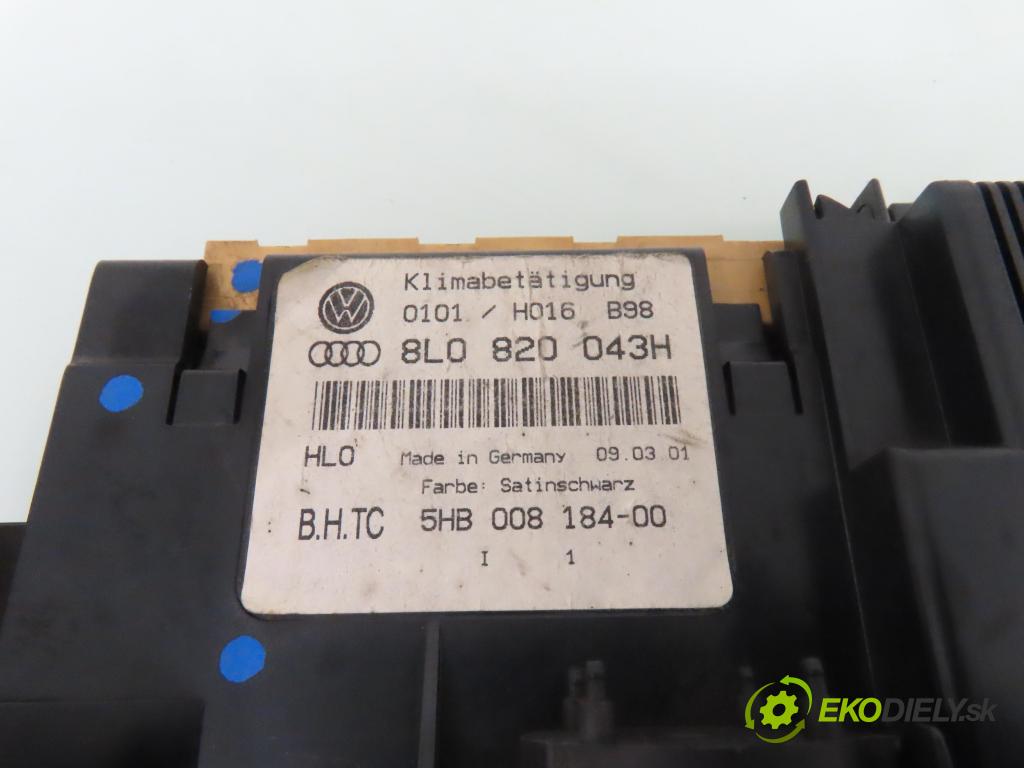 Klimabetätigung
0101 / H016 B98
8L0 820 043H
HLO Made in Germany 09.03.01
Farbe: Satinschwarz
B.H.TC 5HB 008 184-00
I 1
EKODIELY.sk